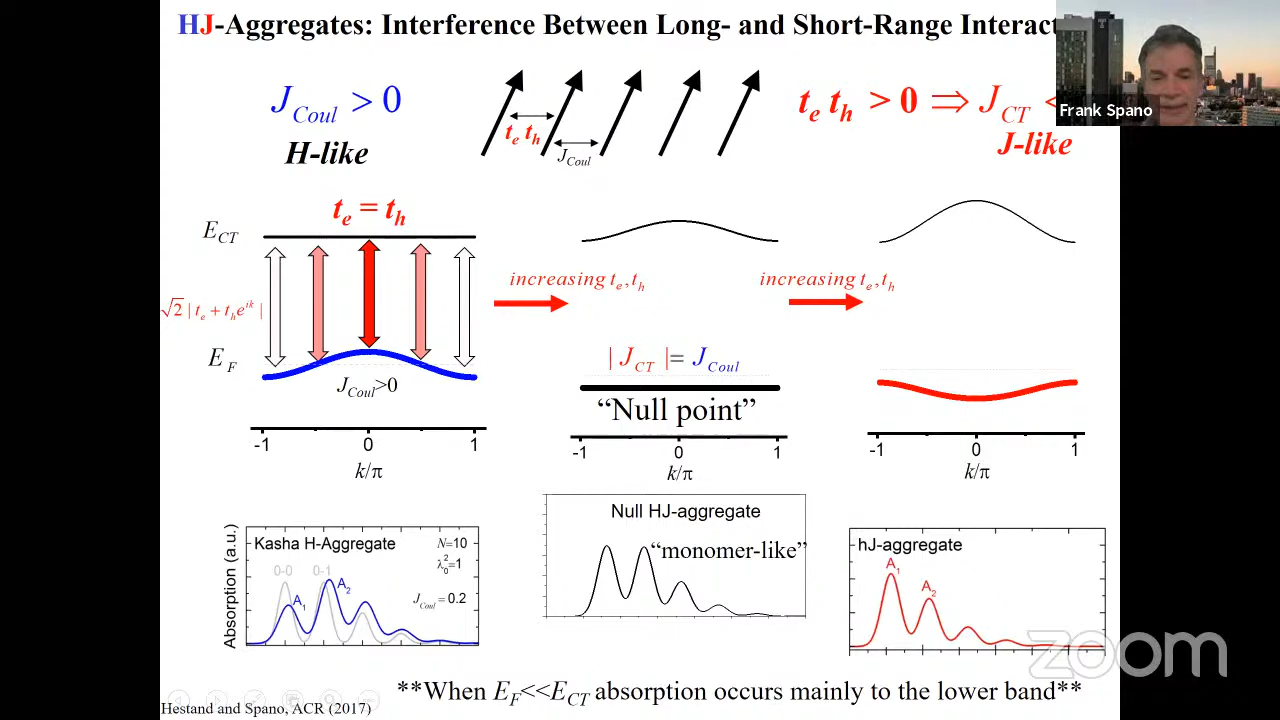 HJ-Aggregates: Interference Between Long- and Short-Range Interact
Frank Spano
J_Coul > 0
H-like
t_e t_h
J_Coul
t_e t_h > 0 ⇒ J_CT <
J-like
t_e = t_h
E_CT
√2 | t_e + t_h e^{ik} |
E_F
J_Coul>0
increasing t_e, t_h
increasing t_e, t_h
| J_CT |= J_Coul
“Null point”
-1 0 1
k/π
-1 0 1
k/π
-1 0 1
k/π
Absorption (a.u.)
Kasha H-Aggregate
N=10
λ_0^2=1
J_Coul = 0.2
0-0 0-1
A_1
A_2
Null HJ-aggregate
“monomer-like”
hJ-aggregate
A_1
A_2
zoom
**When E_F<<E_CT absorption occurs mainly to the lower band**
Hestand and Spano, ACR (2017)